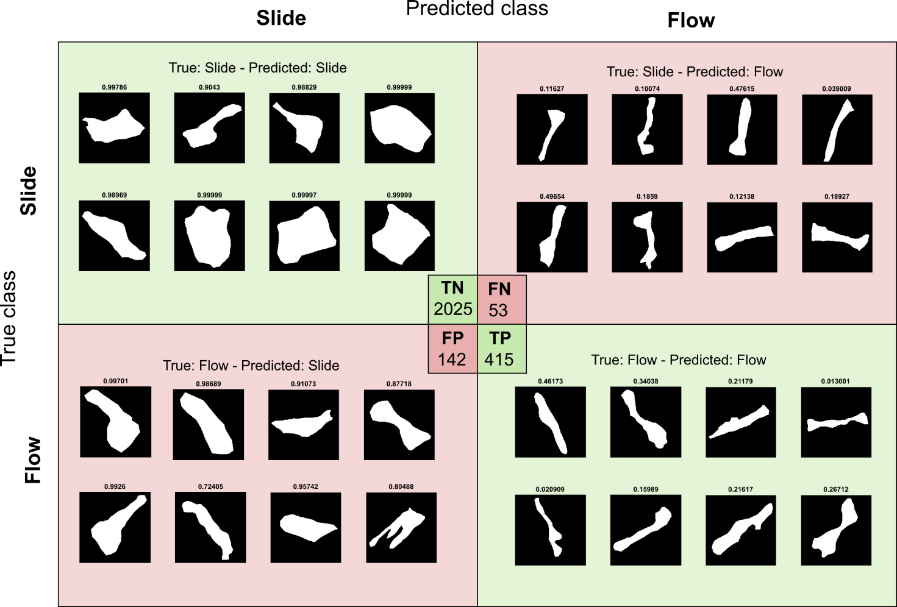 Predicted class
Slide
Flow
True class
Slide
Flow
True: Slide - Predicted: Slide
0.99786 0.9043 0.98829 0.99999
0.98969 0.99999 0.99997 0.99999
True: Slide - Predicted: Flow
0.11627 0.10074 0.47615 0.039009
0.49654 0.1859 0.12138 0.18927
TN FN
2025 53
FP TP
142 415
True: Flow - Predicted: Slide
0.99701 0.98689 0.91073 0.87718
0.9926 0.72405 0.95742 0.80488
True: Flow - Predicted: Flow
0.46173 0.34038 0.21179 0.013001
0.020909 0.15989 0.21617 0.26712